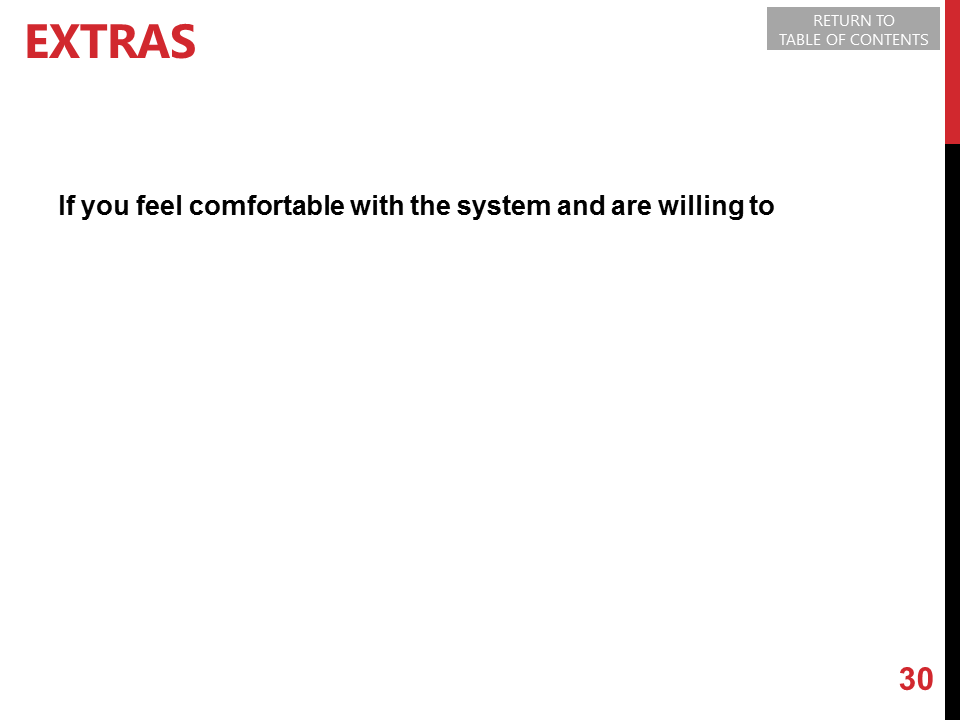 EXTRAS
RETURN TO
TABLE OF CONTENTS
If you feel comfortable with the system and are willing to
30